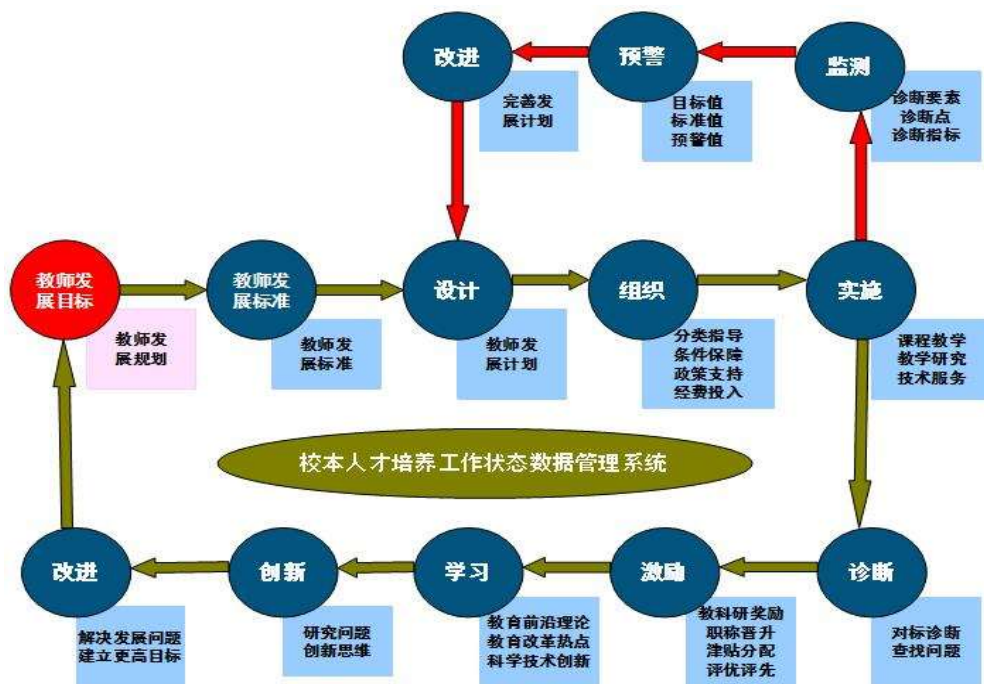 改进
完善发
展计划
预警
目标值
标准值
预警值
监测
诊断要素
诊断点
诊断指标
教师发
展目标
教师发
展规划
教师发
展标准
教师发
展标准
设计
教师发
展计划
组织
分类指导
条件保障
政策支持
经费投入
实施
课程教学
教学研究
技术服务
校本人才培养工作状态数据管理系统
改进
解决发展问题
建立更高目标
创新
研究问题
创新思维
学习
教育前沿理论
教育改革热点
科学技术创新
激励
教科研奖励
职称晋升
津贴分配
评优评先
诊断
对标诊断
查找问题